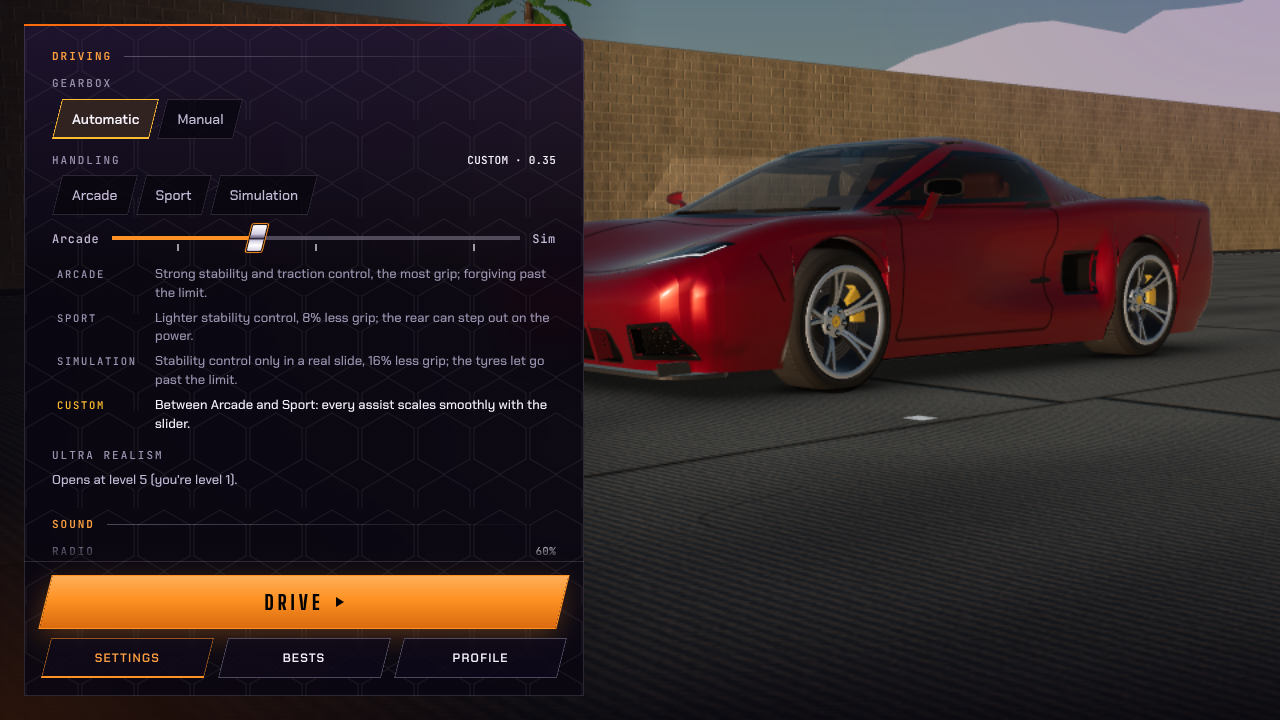 DRIVING
GEARBOX
Automatic
Manual
HANDLING
CUSTOM · 0.35
Arcade
Sport
Simulation
Arcade
Sim
ARCADE
Strong stability and traction control, the most grip; forgiving past
the limit.
SPORT
Lighter stability control, 8% less grip; the rear can step out on the
power.
SIMULATION
Stability control only in a real slide, 16% less grip; the tyres let go
past the limit.
CUSTOM
Between Arcade and Sport: every assist scales smoothly with the
slider.
ULTRA REALISM
Opens at level 5 (you're level 1).
SOUND
RADIO
60%
DRIVE
SETTINGS
BESTS
PROFILE